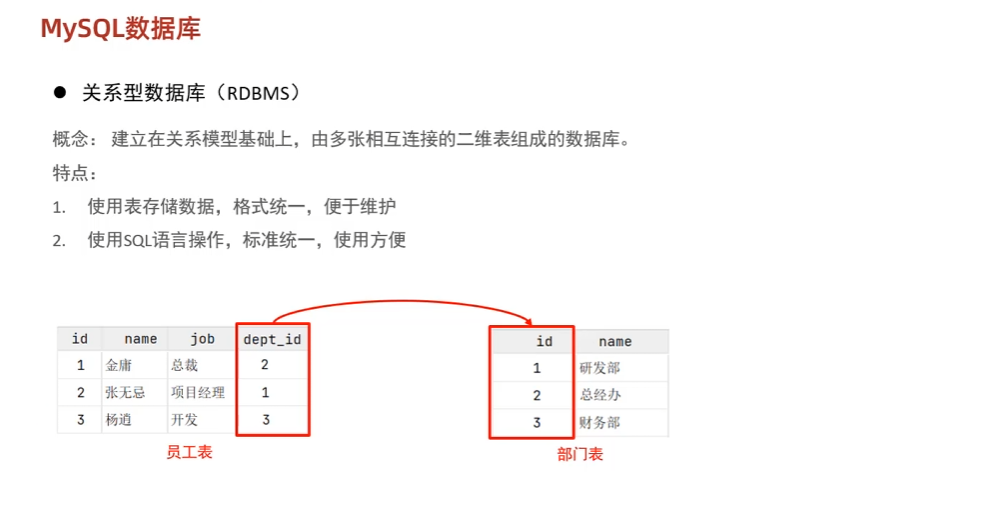 MySQL数据库
● 关系型数据库（RDBMS）
概念： 建立在关系模型基础上，由多张相互连接的二维表组成的数据库。
特点：
1. 使用表存储数据，格式统一，便于维护
2. 使用SQL语言操作，标准统一，使用方便
id name job dept_id
1 金庸 总裁 2
2 张无忌 项目经理 1
3 杨逍 开发 3
员工表
id name
1 研发部
2 总经办
3 财务部
部门表